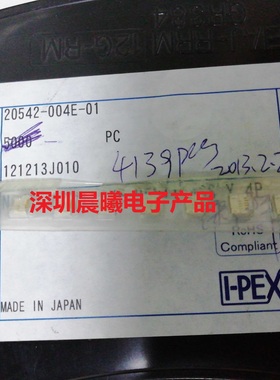 20542-004E-01
5000 PC
121213J010
4139pcs 2013.2.2
深圳晨曦电子产品
RoHS
Compliant
I-PEX
MADE IN JAPAN